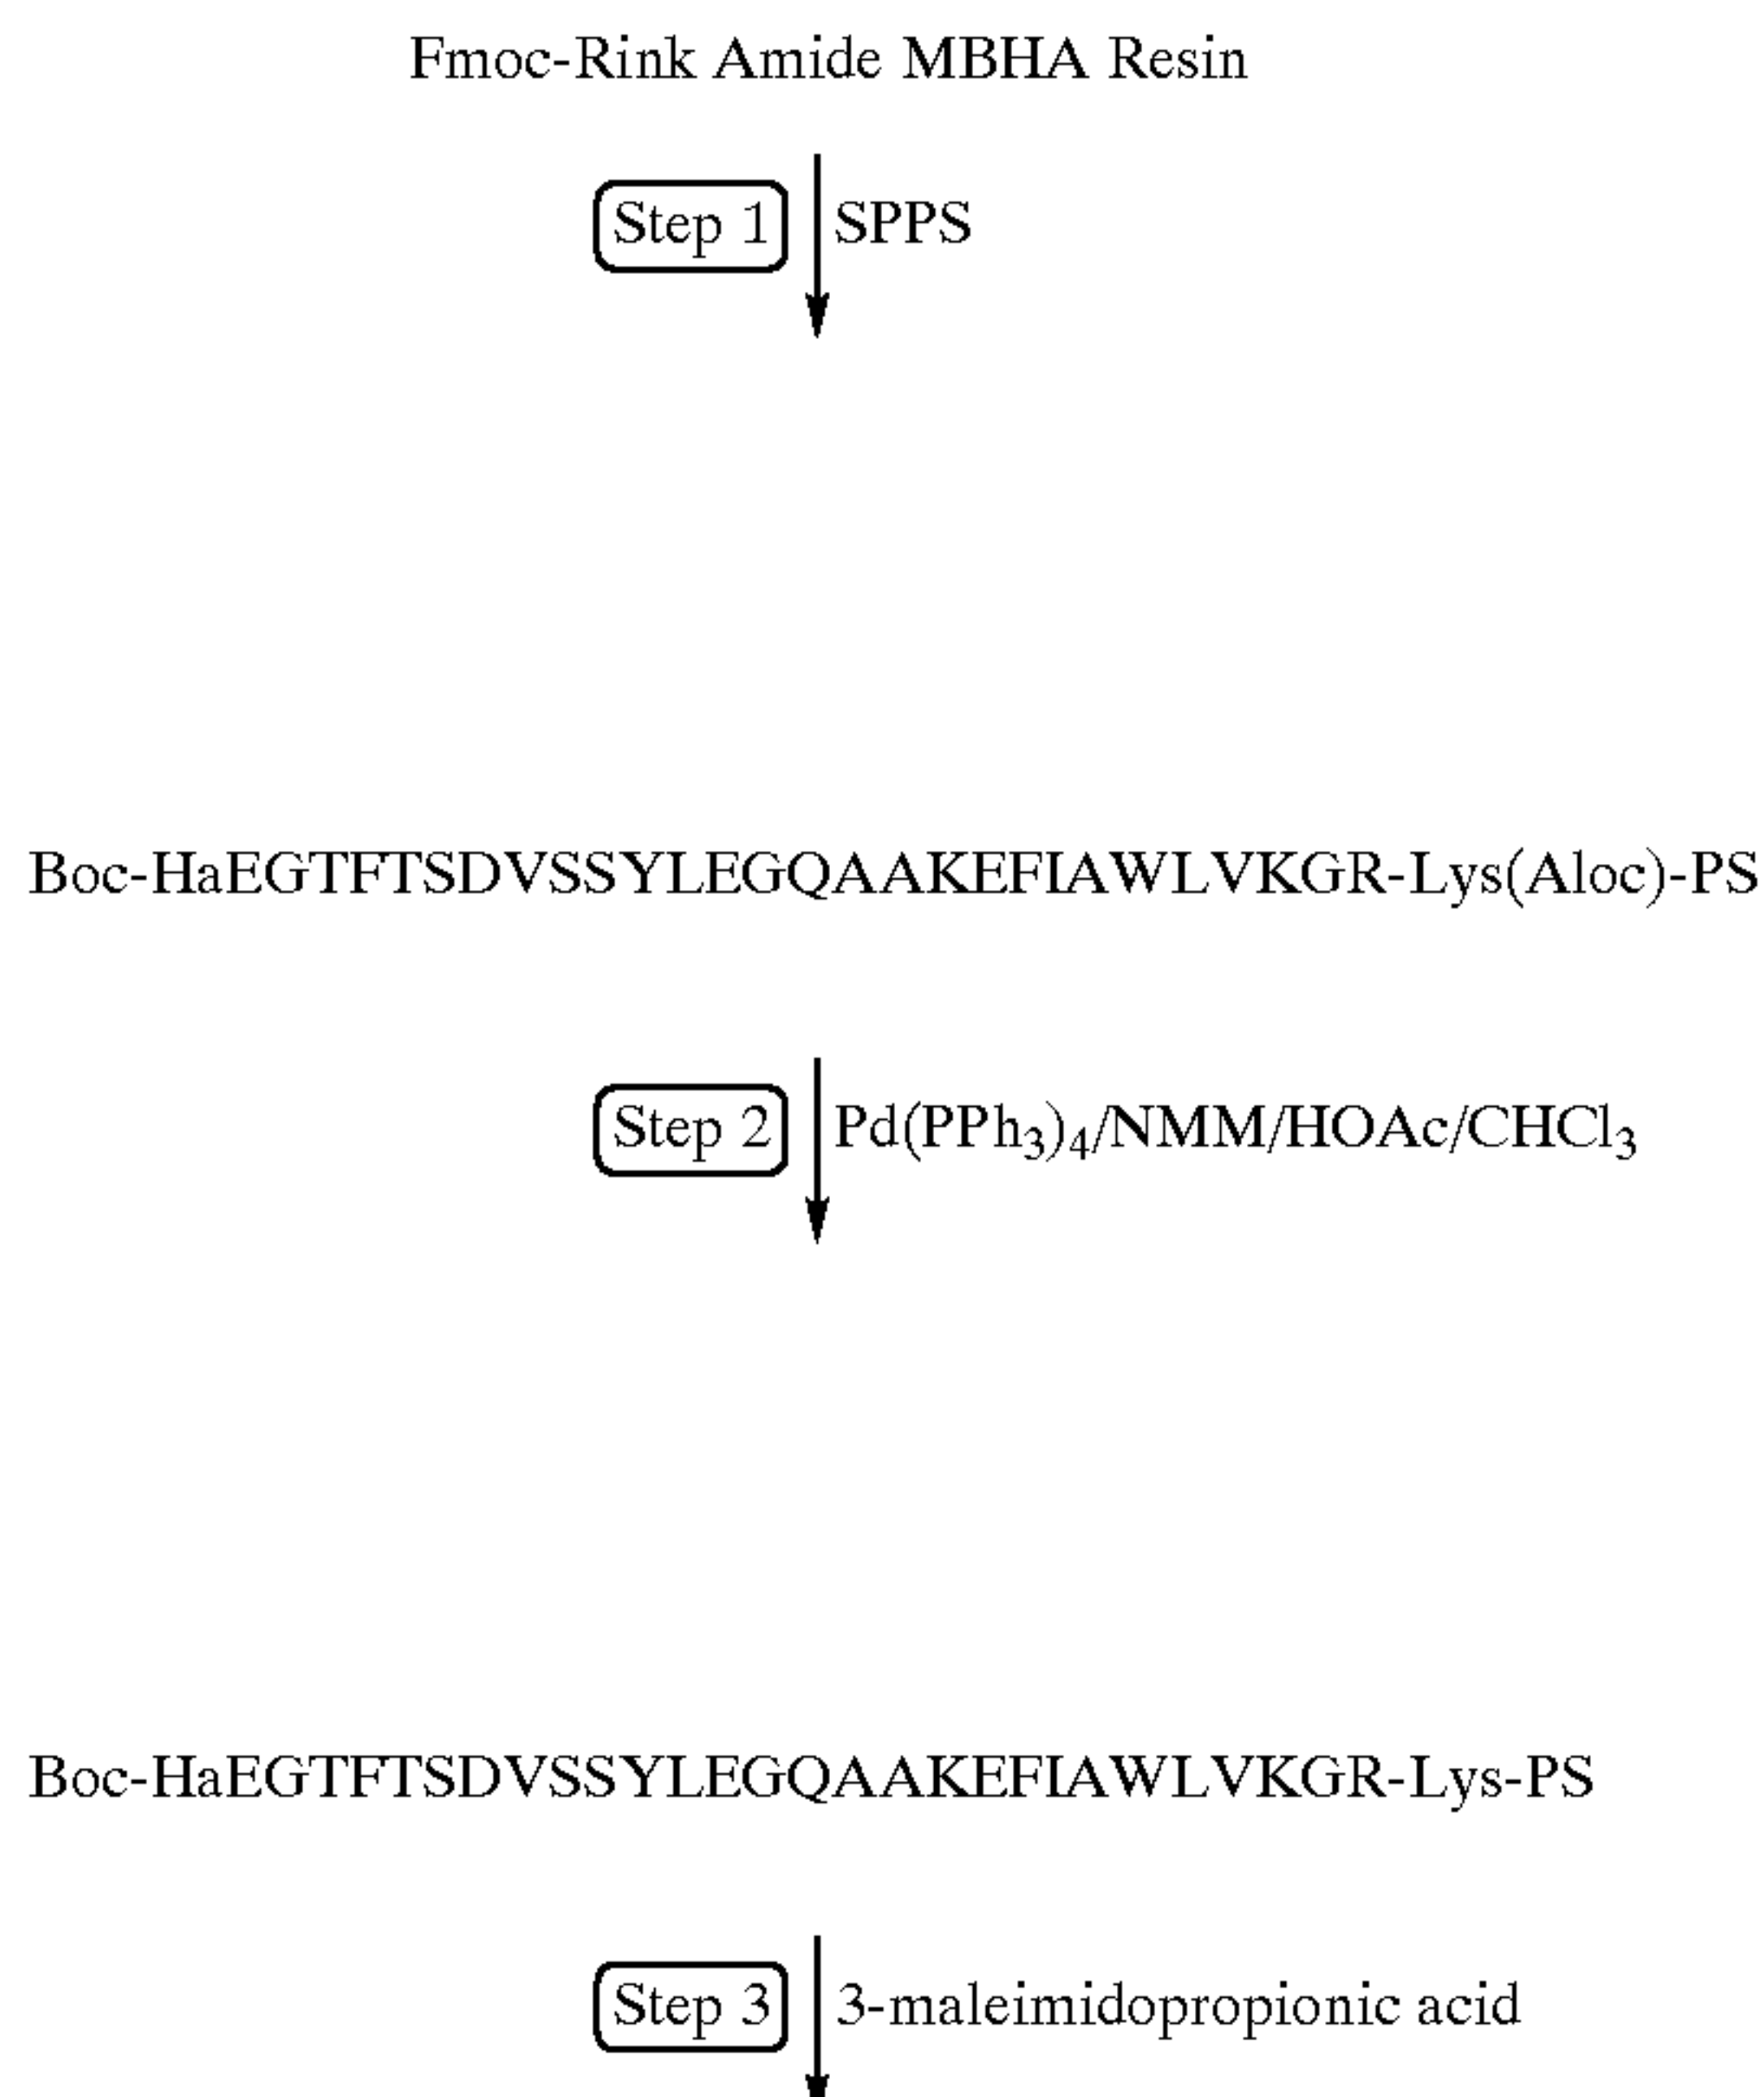 Fmoc-Rink Amide MBHA Resin
Step 1 SPPS
Boc-HaEGTFTSDVSSYLEGQAAKEFIAWLVKGR-Lys(Aloc)-PS
Step 2 Pd(PPh₃)₄/NMM/HOAc/CHCl₃
Boc-HaEGTFTSDVSSYLEGQAAKEFIAWLVKGR-Lys-PS
Step 3 3-maleimidopropionic acid